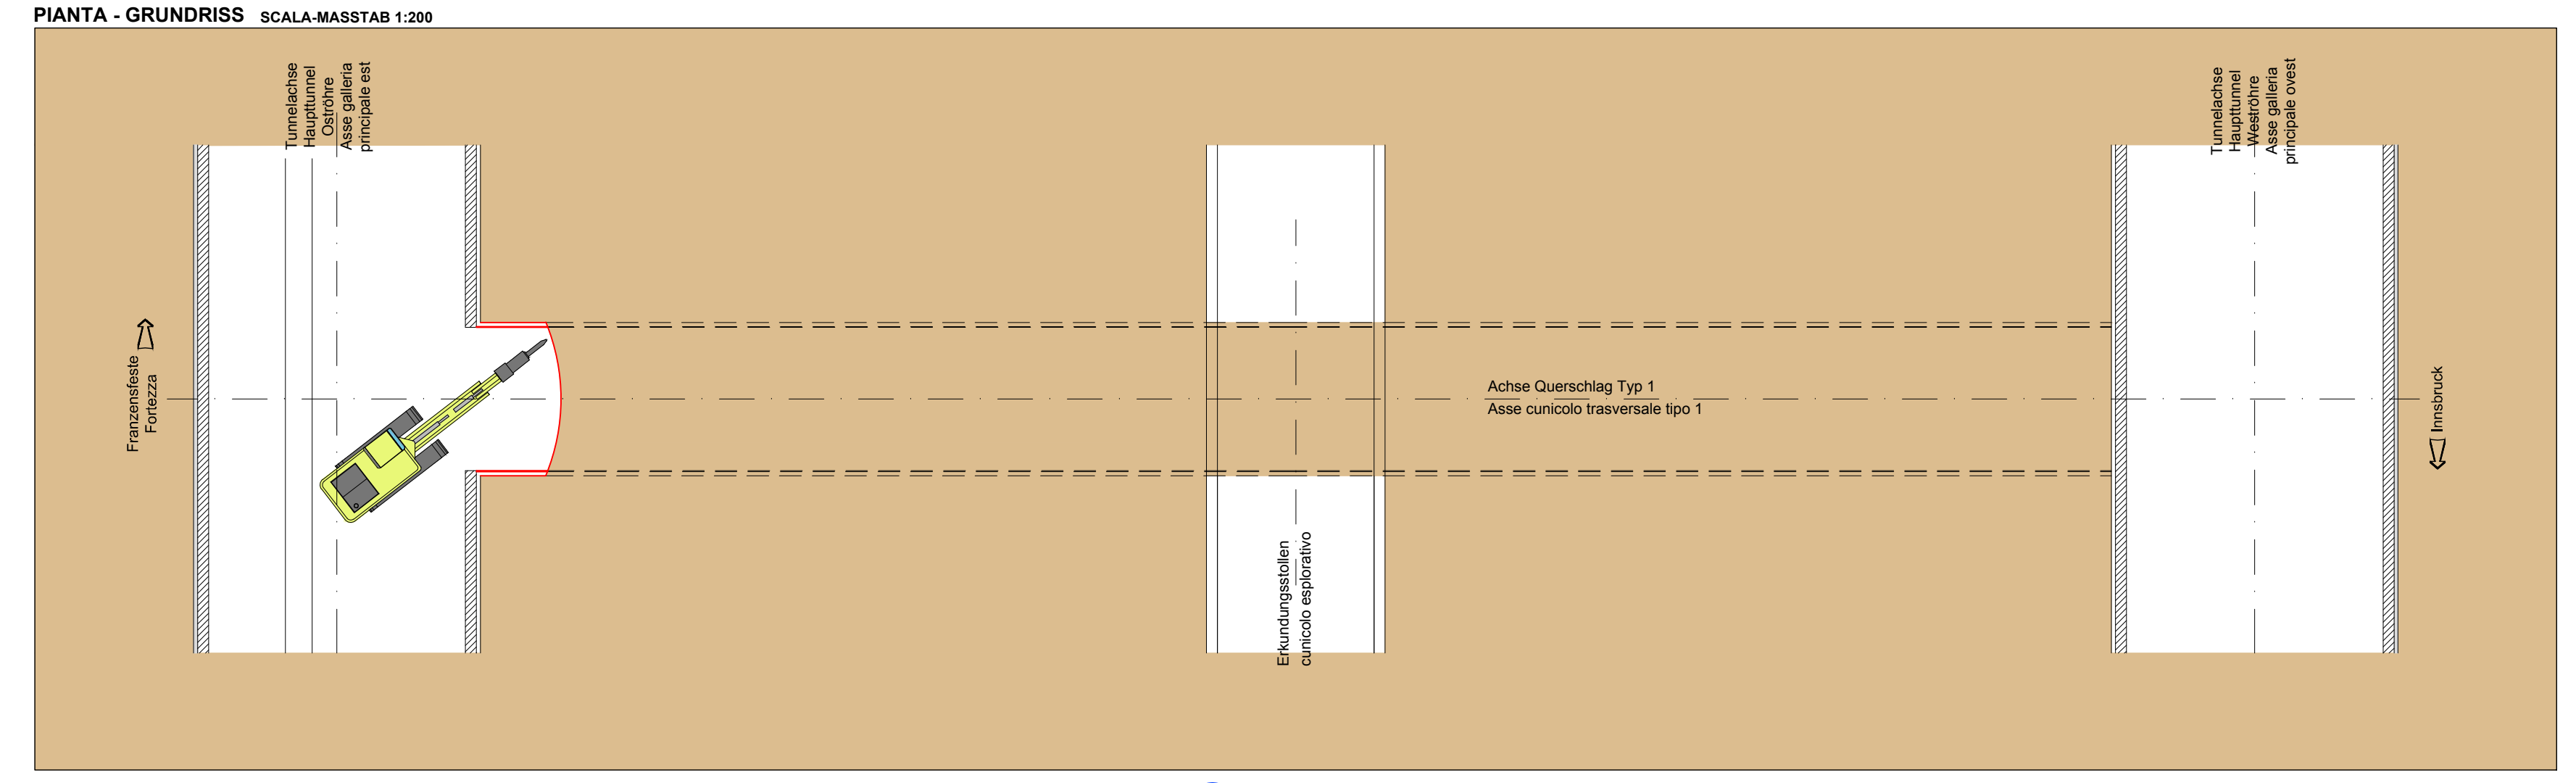 PIANTA - GRUNDRISS SCALA-MASSTAB 1:200
Tunnelachse
Haupttunnel
Oströhre
Asse galleria
principale est
Tunnelachse
Haupttunnel
Weströhre
Asse galleria
principale ovest
Franzensfeste
Fortezza
Achse Querschlag Typ 1
Asse cunicolo trasversale tipo 1
Innsbruck
Erkundungsstollen
cunicolo esplorativo